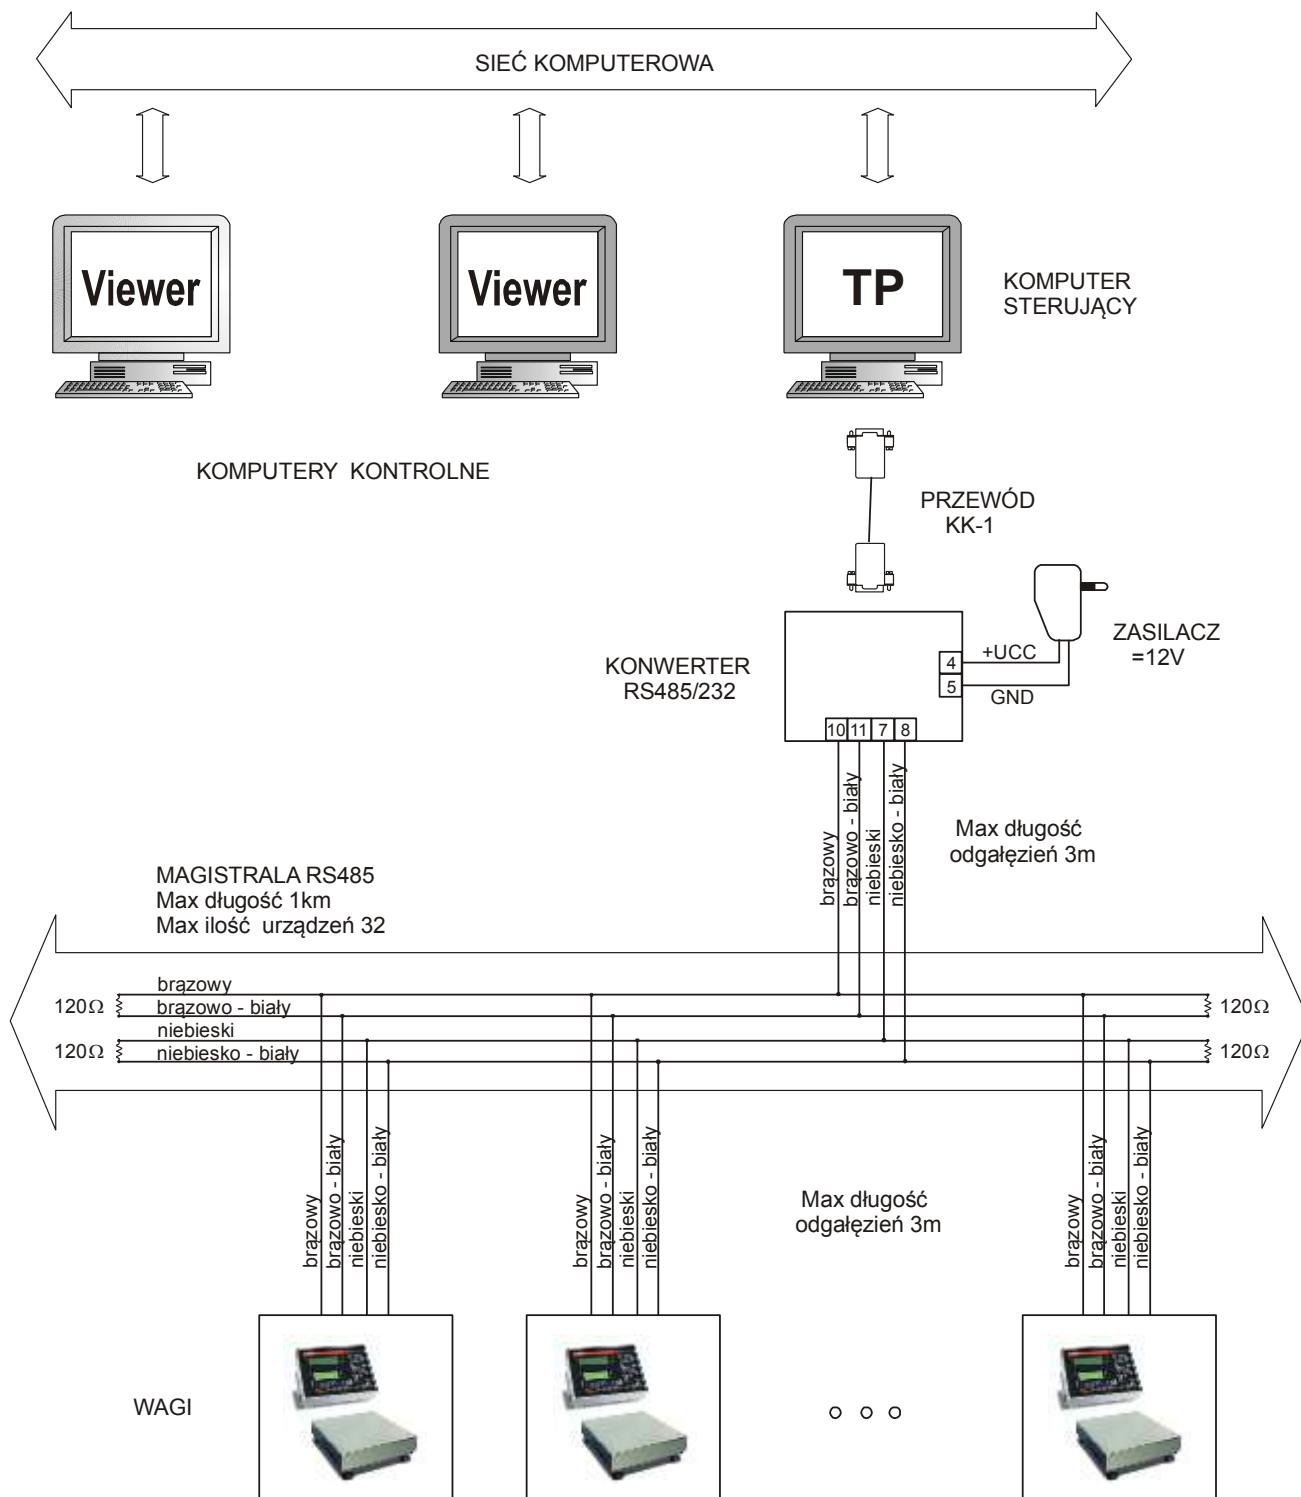 SIEĆ KOMPUTEROWA
Viewer
Viewer
TP
KOMPUTER
STERUJĄCY
KOMPUTERY KONTROLNE
PRZEWÓD
KK-1
KONWERTER
RS485/232
4
5
+UCC
GND
ZASILACZ
=12V
10 11 7 8
brązowy
brązowo - biały
niebieski
niebiesko - biały
Max długość
odgałęzień 3m
MAGISTRALA RS485
Max długość 1km
Max ilość urządzeń 32
brązowy
120Ω
brązowo - biały
120Ω
niebieski
120Ω
niebiesko - biały
120Ω
brązowy
brązowo - biały
niebieski
niebiesko - biały
brązowy
brązowo - biały
niebieski
niebiesko - biały
Max długość
odgałęzień 3m
brązowy
brązowo - biały
niebieski
niebiesko - biały
WAGI